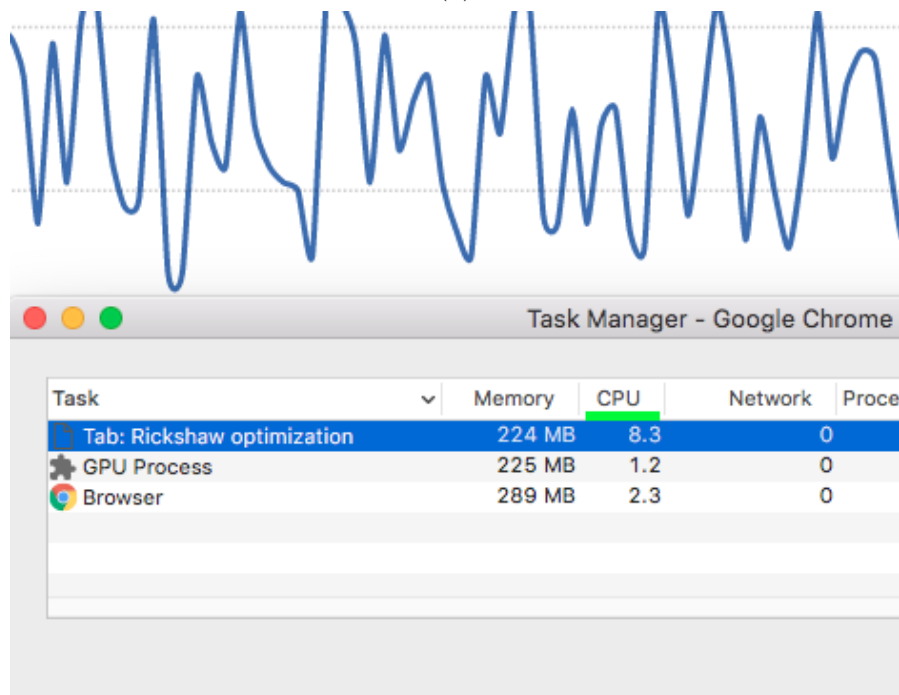 Task Manager - Google Chrome
Task Memory CPU Network Proce
Tab: Rickshaw optimization 224 MB 8.3 0
GPU Process 225 MB 1.2 0
Browser 289 MB 2.3 0